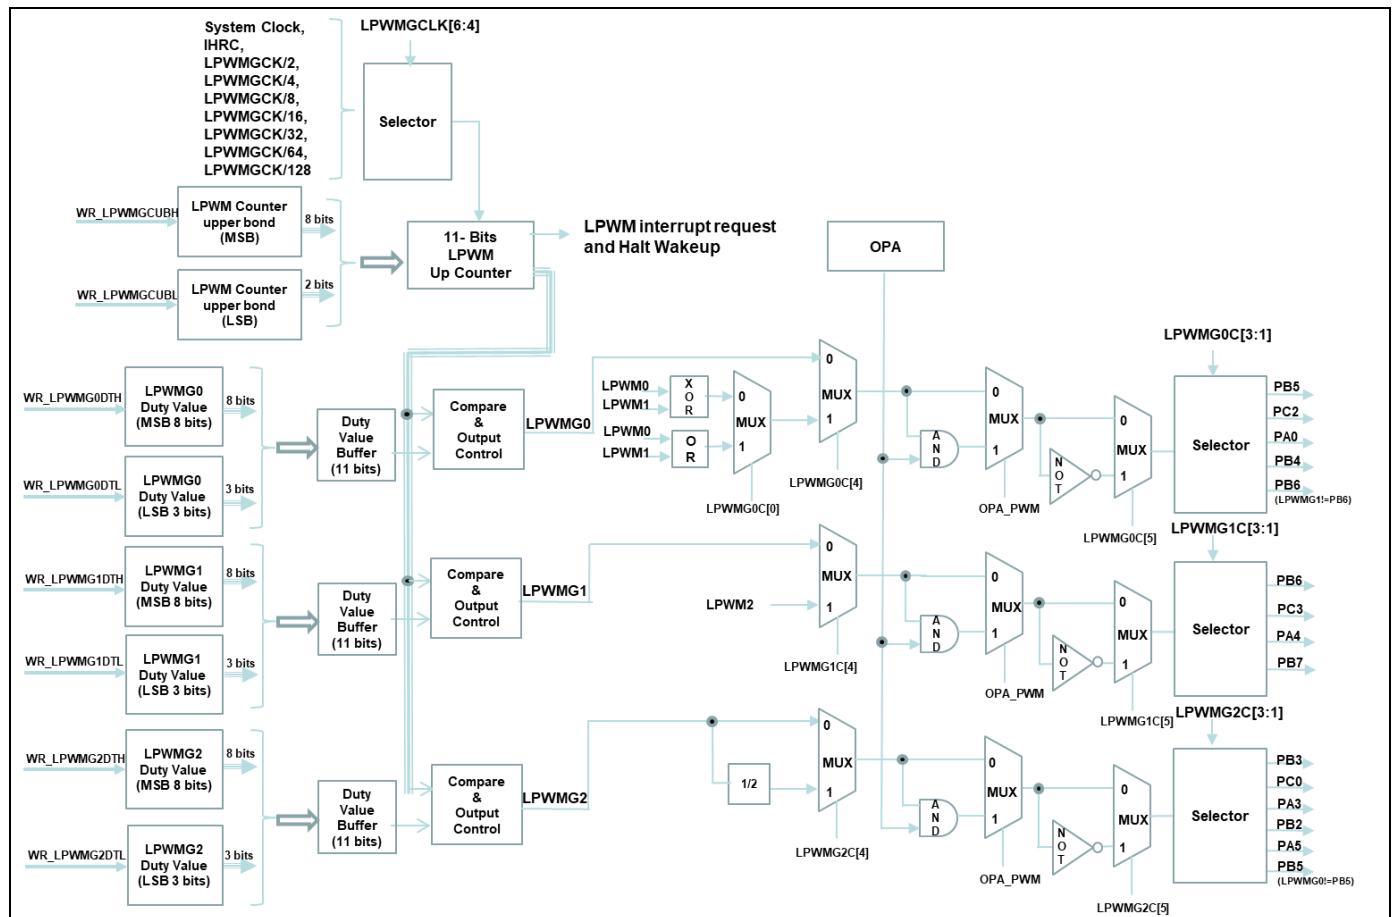 System Clock,
IHRC,
LPWMGCK/2,
LPWMGCK/4,
LPWMGCK/8,
LPWMGCK/16,
LPWMGCK/32,
LPWMGCK/64,
LPWMGCK/128
LPWMGCLK[6:4]
Selector
WR_LPWMGCUBH
LPWM Counter
upper bond
(MSB)
8 bits
WR_LPWMGCUBL
LPWM Counter
upper bond
(LSB)
2 bits
11- Bits
LPWM
Up Counter
LPWM interrupt request
and Halt Wakeup
OPA
WR_LPWMG0DTH
LPWMG0
Duty Value
(MSB 8 bits)
8 bits
WR_LPWMG0DTL
LPWMG0
Duty Value
(LSB 3 bits)
3 bits
Duty
Value
Buffer
(11 bits)
Compare
&
Output
Control
LPWMG0
LPWM0
LPWM1
XOR
LPWM0
LPWM1
OR
0
MUX
1
LPWMG0C[0]
0
MUX
1
LPWMG0C[4]
AND
0
MUX
1
OPA_PWM
NOT
0
MUX
1
LPWMG0C[5]
LPWMG0C[3:1]
Selector
PB5
PC2
PA0
PB4
PB6
(LPWMG1!=PB6)
WR_LPWMG1DTH
LPWMG1
Duty Value
(MSB 8 bits)
8 bits
WR_LPWMG1DTL
LPWMG1
Duty Value
(LSB 3 bits)
3 bits
Duty
Value
Buffer
(11 bits)
Compare
&
Output
Control
LPWMG1
LPWM2
0
MUX
1
LPWMG1C[4]
AND
0
MUX
1
OPA_PWM
NOT
0
MUX
1
LPWMG1C[5]
LPWMG1C[3:1]
Selector
PB6
PC3
PA4
PB7
WR_LPWMG2DTH
LPWMG2
Duty Value
(MSB 8 bits)
8 bits
WR_LPWMG2DTL
LPWMG2
Duty Value
(LSB 3 bits)
3 bits
Duty
Value
Buffer
(11 bits)
Compare
&
Output
Control
LPWMG2
1/2
0
MUX
1
LPWMG2C[4]
AND
0
MUX
1
OPA_PWM
NOT
0
MUX
1
LPWMG2C[5]
LPWMG2C[3:1]
Selector
PB3
PC0
PA3
PB2
PA5
PB5
(LPWMG0!=PB5)